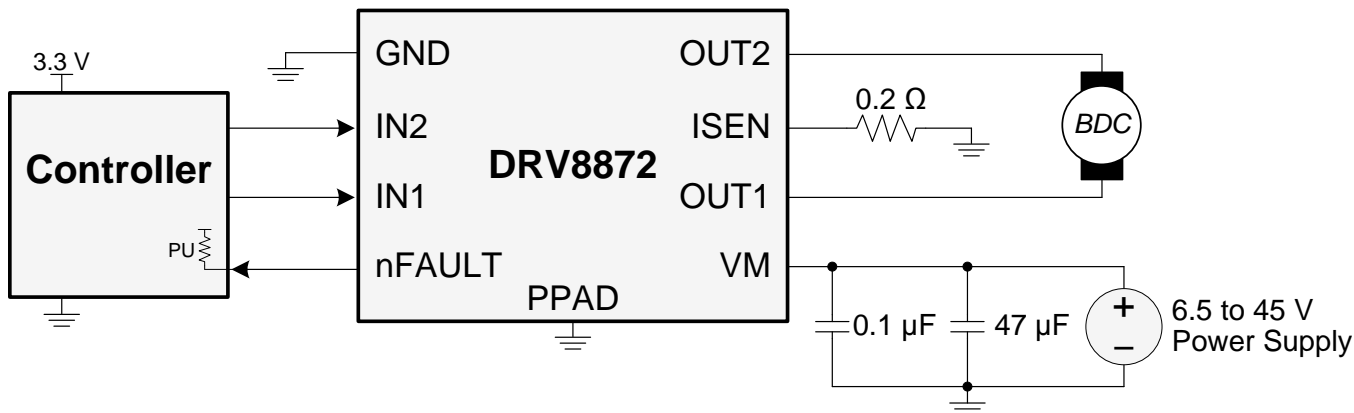 3.3 V
Controller
PU
GND
IN2
IN1
nFAULT
DRV8872
PPAD
OUT2
ISEN
OUT1
VM
0.2 Ω
BDC
0.1 µF
47 µF
+
−
6.5 to 45 V
Power Supply